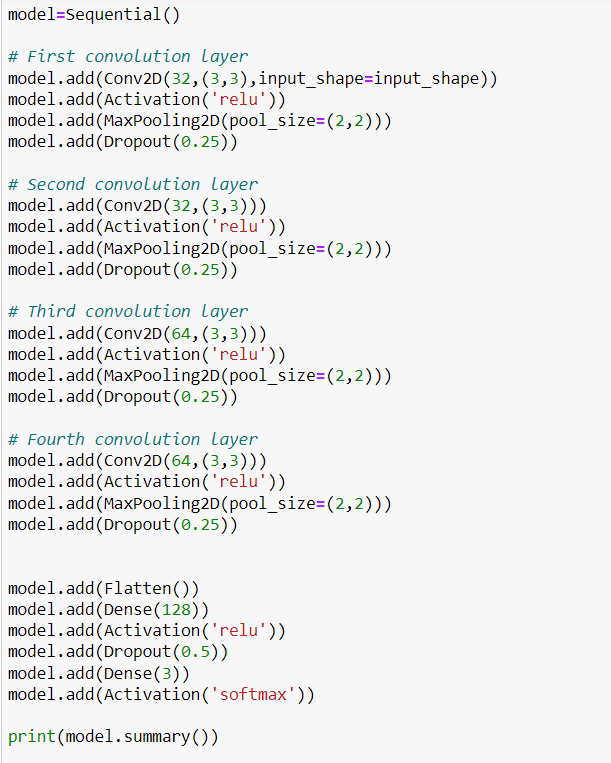 model=Sequential()
# First convolution layer
model.add(Conv2D(32,(3,3),input_shape=input_shape))
model.add(Activation('relu'))
model.add(MaxPooling2D(pool_size=(2,2)))
model.add(Dropout(0.25))
# Second convolution layer
model.add(Conv2D(32,(3,3)))
model.add(Activation('relu'))
model.add(MaxPooling2D(pool_size=(2,2)))
model.add(Dropout(0.25))
# Third convolution layer
model.add(Conv2D(64,(3,3)))
model.add(Activation('relu'))
model.add(MaxPooling2D(pool_size=(2,2)))
model.add(Dropout(0.25))
# Fourth convolution layer
model.add(Conv2D(64,(3,3)))
model.add(Activation('relu'))
model.add(MaxPooling2D(pool_size=(2,2)))
model.add(Dropout(0.25))
model.add(Flatten())
model.add(Dense(128))
model.add(Activation('relu'))
model.add(Dropout(0.5))
model.add(Dense(3))
model.add(Activation('softmax'))
print(model.summary())